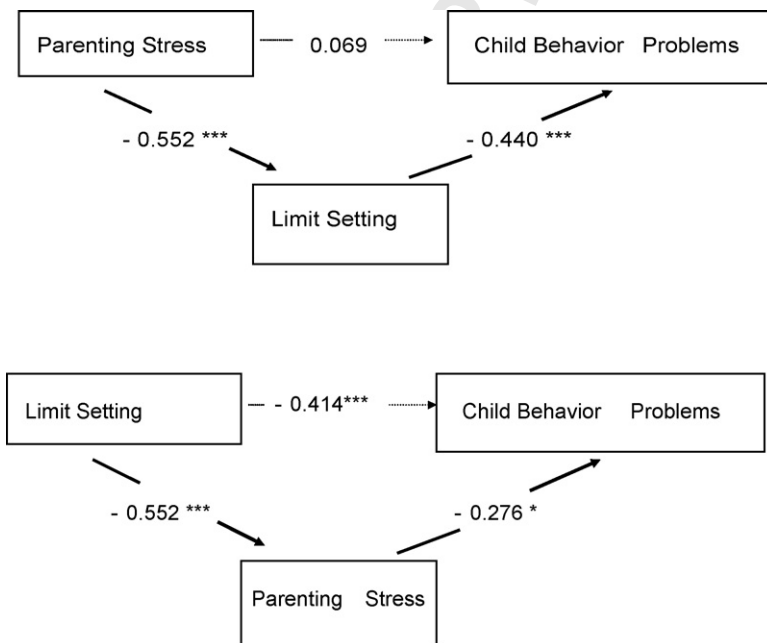 Parenting Stress 0.069 Child Behavior Problems
- 0.552 *** - 0.440 ***
Limit Setting
Limit Setting - 0.414*** Child Behavior Problems
- 0.552 *** - 0.276 *
Parenting Stress